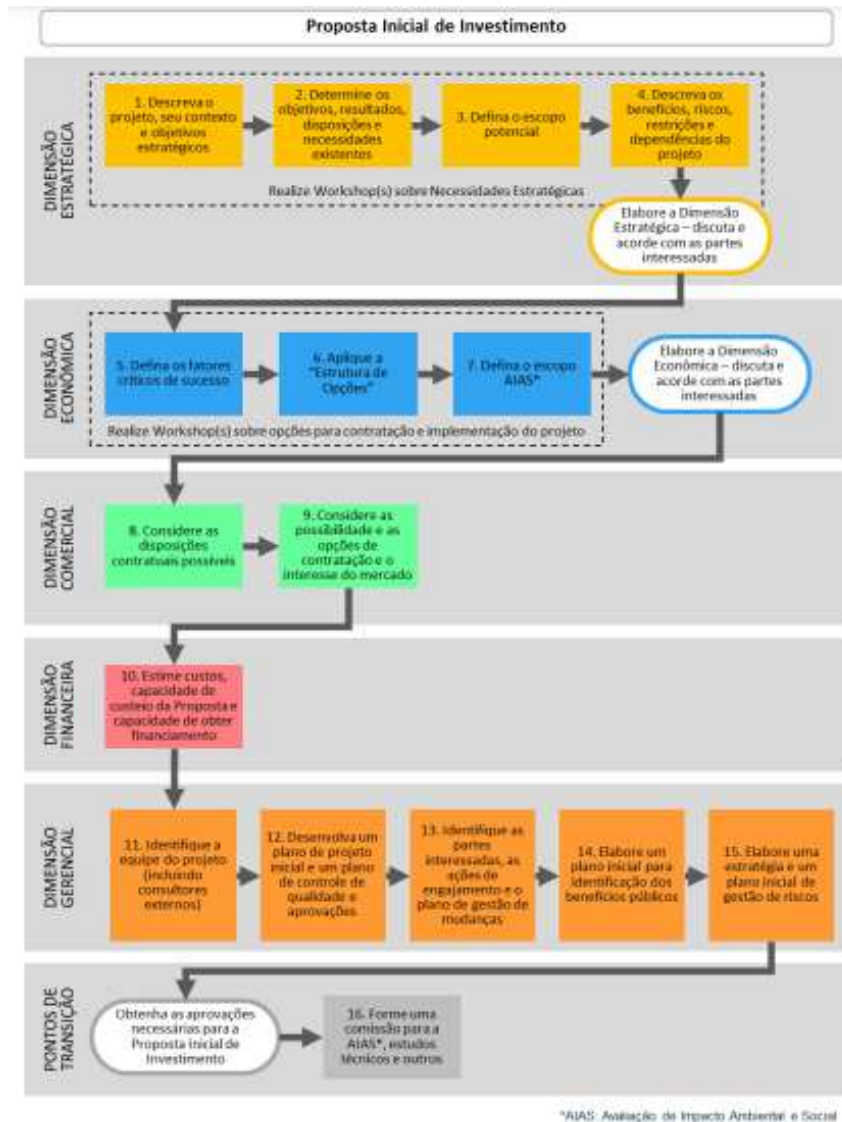 Proposta Inicial de Investimento
DIMENSÃO
ESTRATÉGICA
1. Descreva o
projeto, seu contexto
e objetivos
estratégicos
2. Determine os
objetivos, resultados,
disposições e
necessidades
existentes
3. Defina o escopo
potencial
4. Descreva os
benefícios, riscos,
restrições e
dependências do
projeto
Realize Workshop(s) sobre Necessidades Estratégicas
Elabore a Dimensão
Estratégica – discuta e
acorde com as partes
interessadas
DIMENSÃO
ECONÔMICA
5. Defina os fatores
críticos de sucesso
6. Aplique a
"Estrutura de
Opções"
7. Defina o escopo
AIAS*
Realize Workshop(s) sobre opções para contratação e implementação do projeto
Elabore a Dimensão
Econômica – discuta e
acorde com as partes
interessadas
DIMENSÃO
COMERCIAL
8. Considere as
disposições
contratuais possíveis
9. Considere as
possibilidade e as
opções de
contratação e o
interesse do mercado
DIMENSÃO
FINANCEIRA
10. Estime custos,
capacidade de
custeio da Proposta e
capacidade de obter
financiamento
DIMENSÃO
GERENCIAL
11. Identifique a
equipe do projeto
(incluindo
consultores
externos)
12. Desenvolva um
plano de projeto
inicial e um plano
de controle de
qualidade e
aprovações
13. Identifique as
partes
interessadas, as
ações de
engajamento e o
plano de gestão de
mudanças
14. Elabore um
plano inicial para
identificação dos
benefícios públicos
15. Elabore uma
estratégia e um
plano inicial de
gestão de riscos
PONTOS DE
TRANSIÇÃO
Obtenha as aprovações
necessárias para a
Proposta Inicial de
Investimento
16. Forme uma
comissão para a
AIAS*, estudos
técnicos e outros
*AIAS: Avaliação de Impacto Ambiental e Social